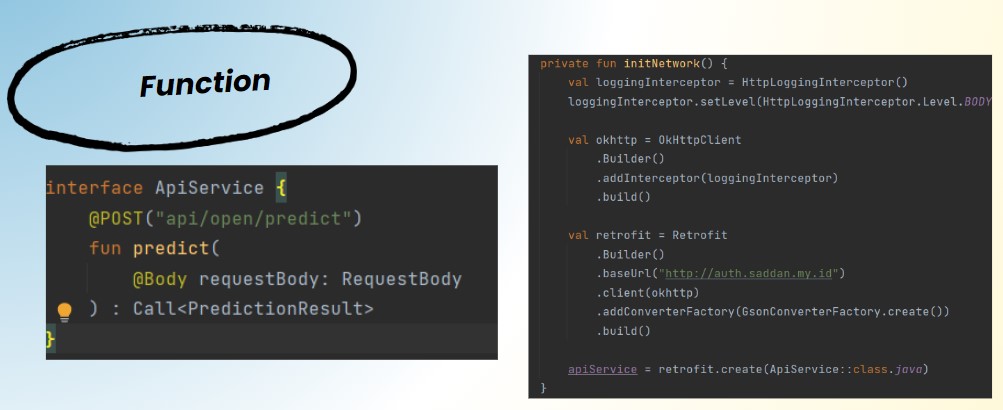 Function
interface ApiService {
@POST("api/open/predict")
fun predict(
@Body requestBody: RequestBody
) : Call<PredictionResult>
}
private fun initNetwork() {
val loggingInterceptor = HttpLoggingInterceptor()
loggingInterceptor.setLevel(HttpLoggingInterceptor.Level.BODY
val okhttp = OkHttpClient
.Builder()
.addInterceptor(loggingInterceptor)
.build()
val retrofit = Retrofit
.Builder()
.baseUrl("http://auth.saddan.my.id")
.client(okhttp)
.addConverterFactory(GsonConverterFactory.create())
.build()
apiService = retrofit.create(ApiService::class.java)
}